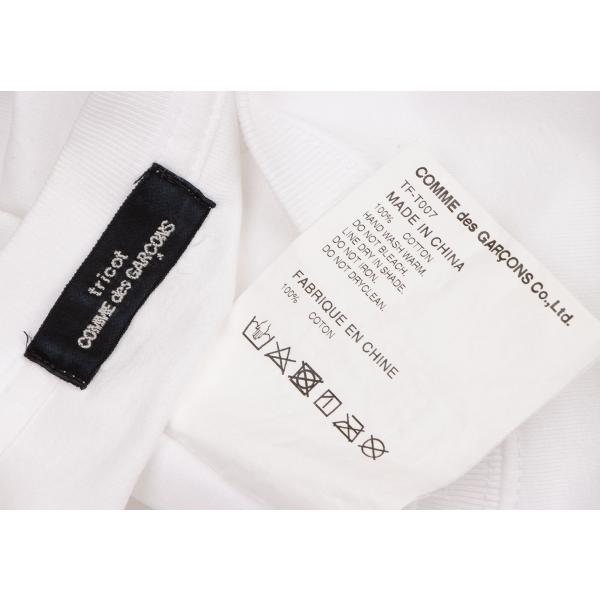 tricot
COMME des GARÇONS
COMME des GARÇONS Co., Ltd.
TF-T007
MADE IN CHINA
100% COTTON
HAND WASH WARM.
DO NOT BLEACH.
LINE DRY IN SHADE.
DO NOT IRON.
DO NOT DRYCLEAN.
FABRIQUE EN CHINE
100% COTON